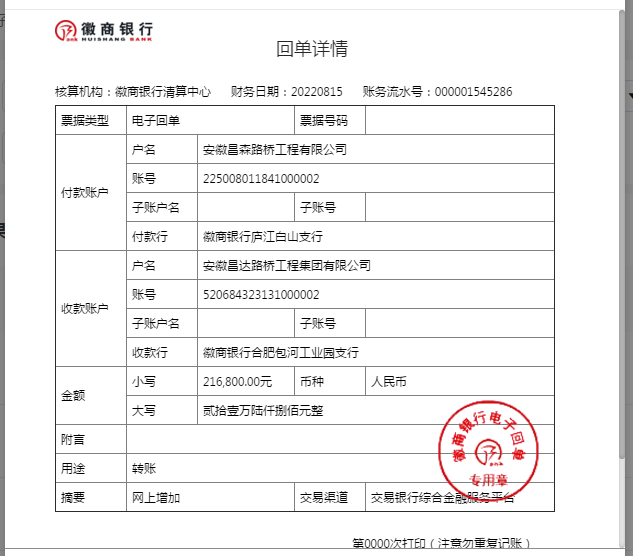 徽商银行
HUISHANG BANK
回单详情
核算机构：徽商银行清算中心 财务日期：20220815 账务流水号：000001545286
票据类型 电子回单 票据号码
付款账户
户名 安徽昌森路桥工程有限公司
账号 225008011841000002
子账户名 子账号
付款行 徽商银行庐江白山支行
收款账户
户名 安徽昌达路桥工程集团有限公司
账号 520684323131000002
子账户名 子账号
收款行 徽商银行合肥包河工业园支行
金额
小写 216,800.00元 币种 人民币
大写 贰拾壹万陆仟捌佰元整
附言
用途 转账
摘要 网上增加 交易渠道 交易银行综合金融服务平台
徽商银行电子回单
专用章
第0000次打印（注意勿重复记账）